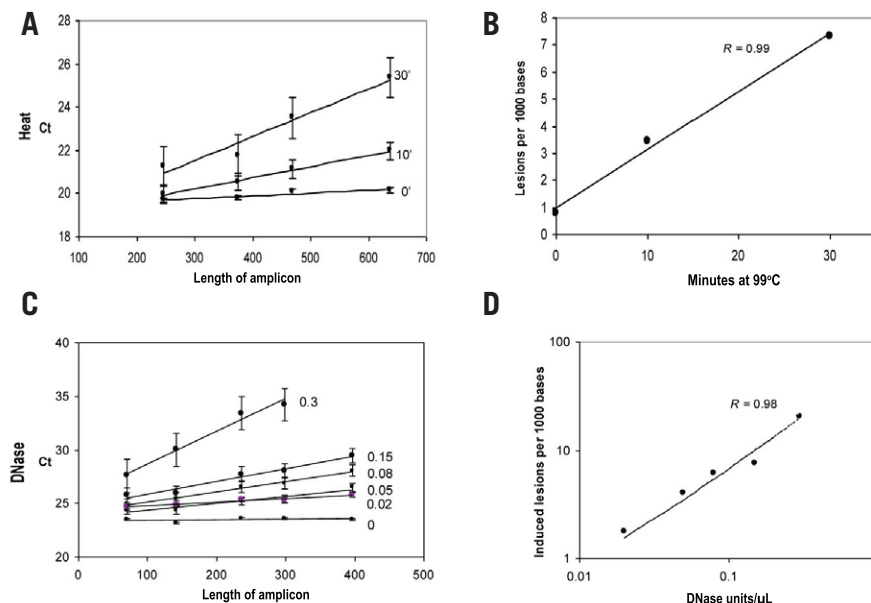 A
28
26
24
22
20
18
Heat
Ct
30'
10'
0'
100 200 300 400 500 600 700
Length of amplicon
B
8
7
6
5
4
3
2
1
0
Lesions per 1000 bases
R = 0.99
0 10 20 30
Minutes at 99°C
C
40
35
30
25
20
DNase
Ct
0.3
0.15
0.08
0.05
0.02
0
0 100 200 300 400 500
Length of amplicon
D
100
10
1
Induced lesions per 1000 bases
R = 0.98
0.01 0.1
DNase units/µL